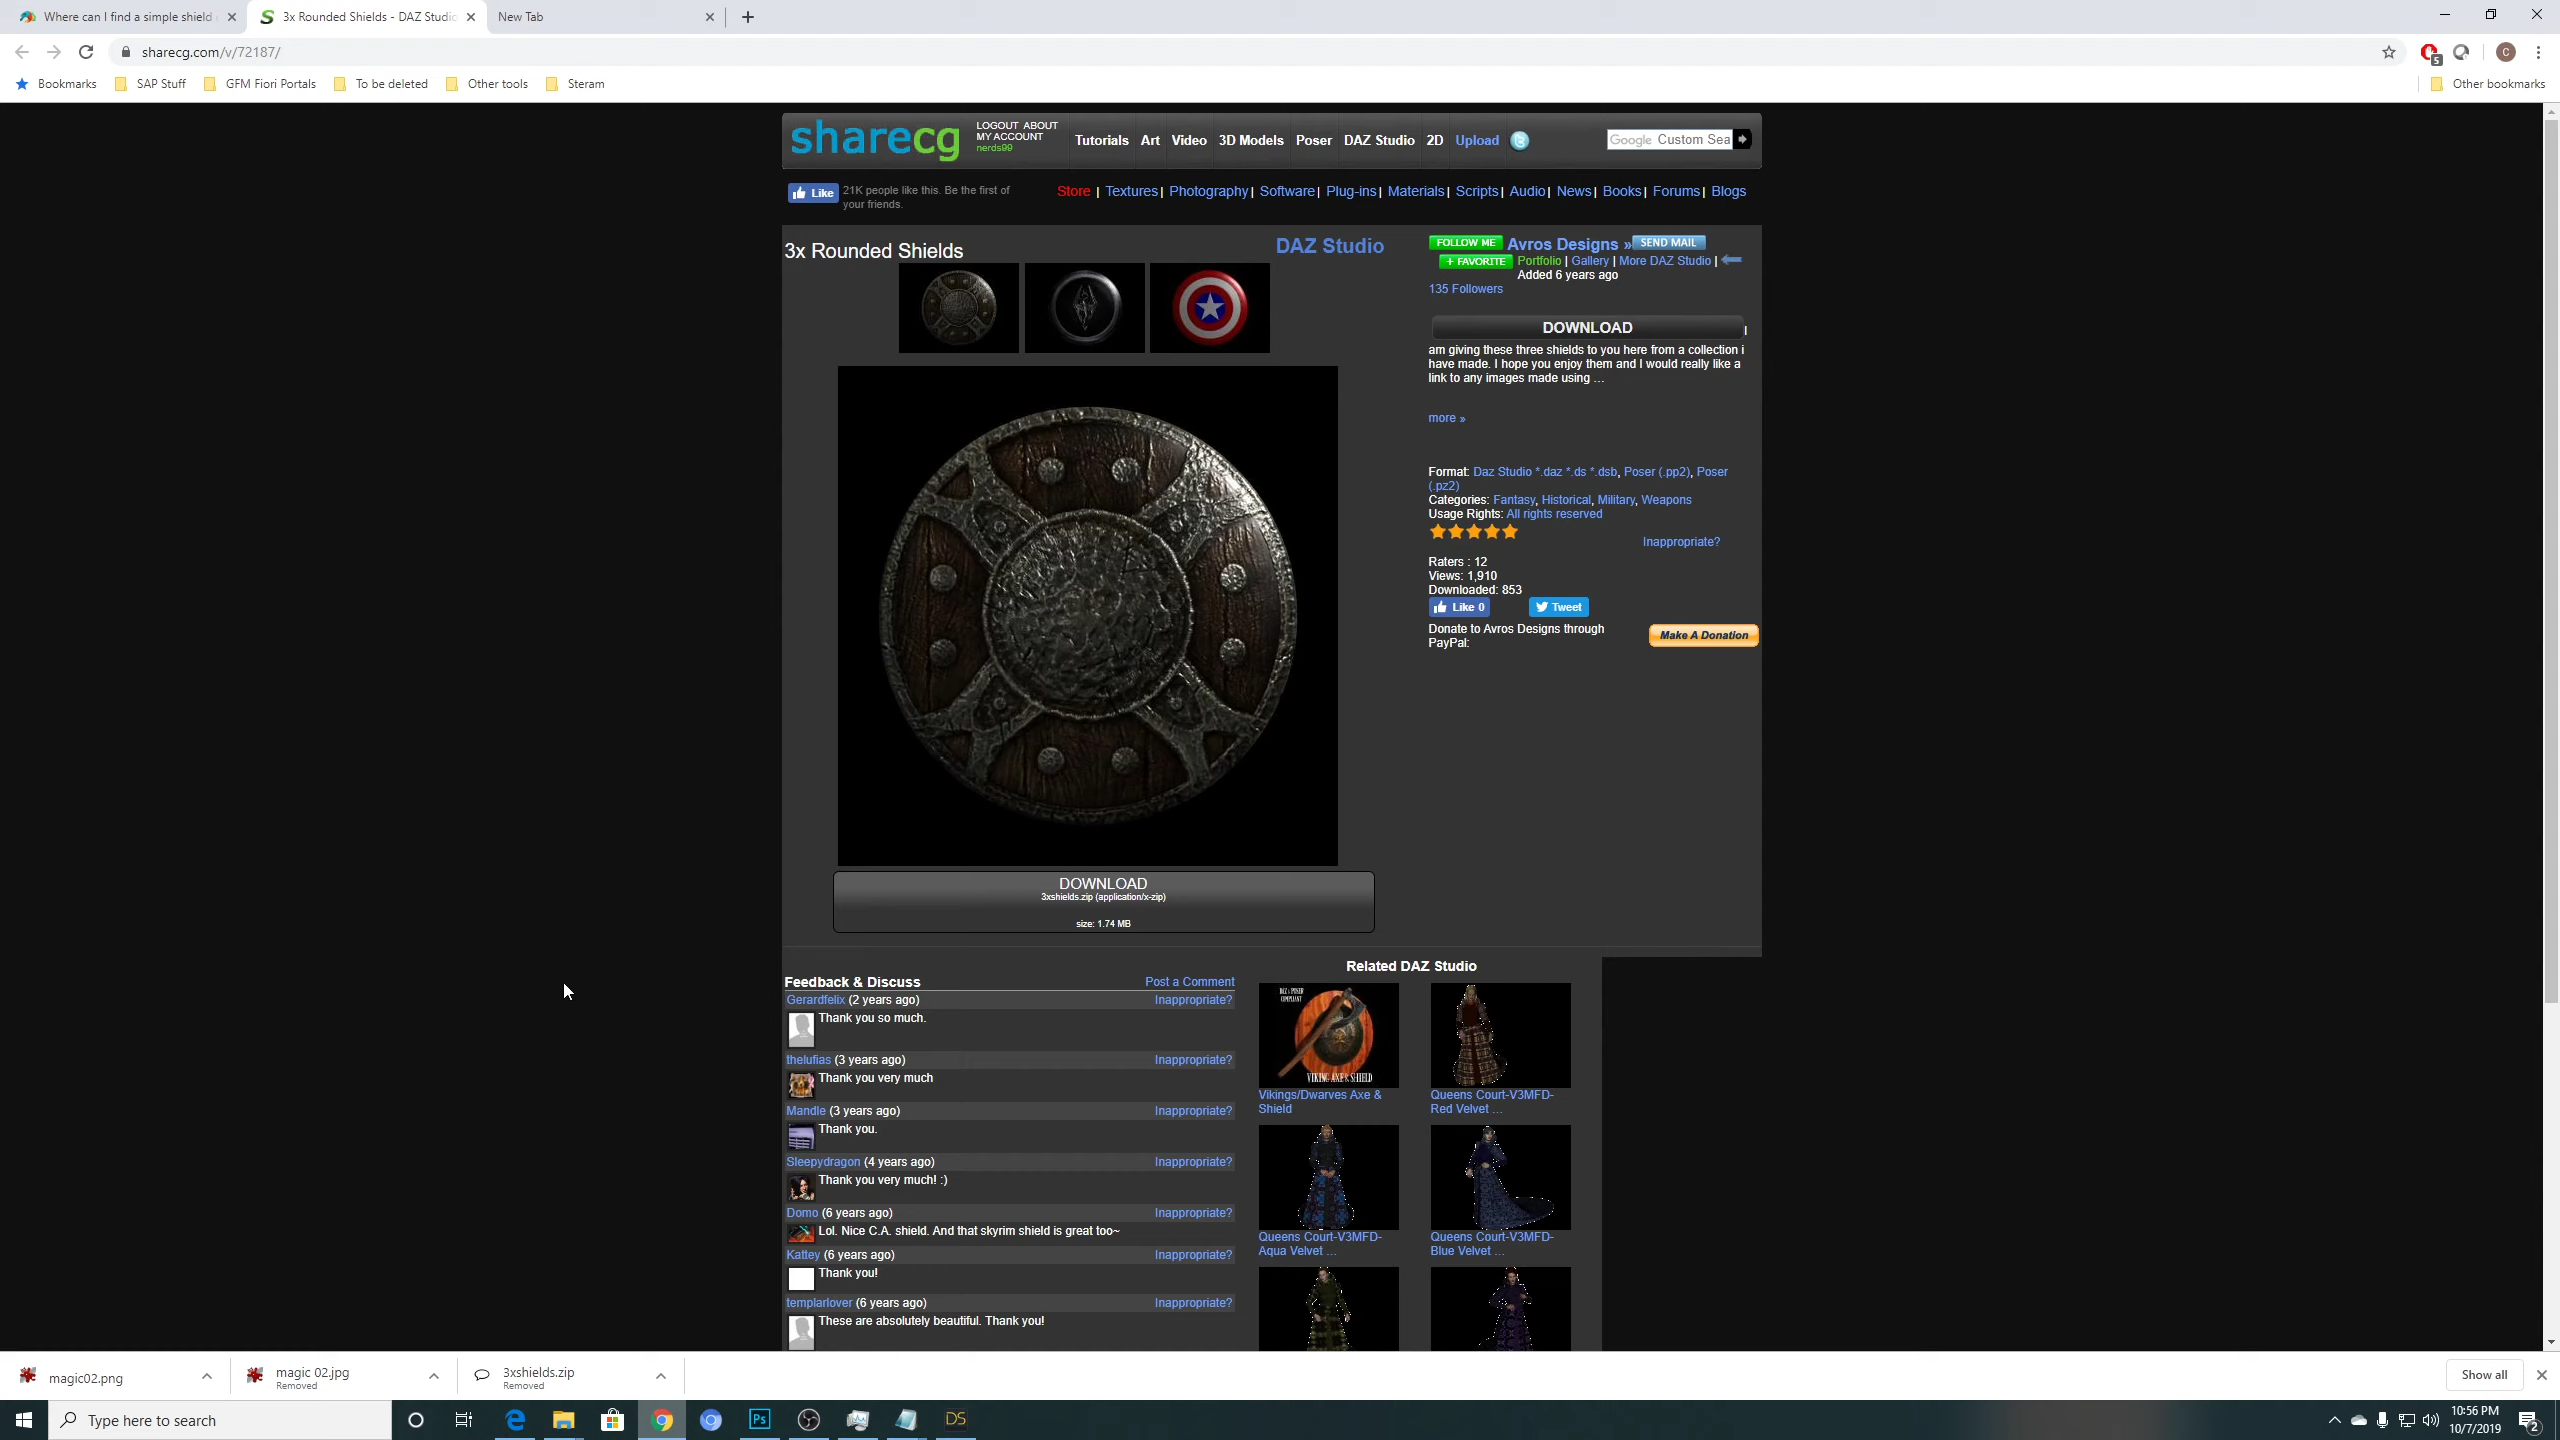 Where can I find a simple shield
3x Rounded Shields - DAZ Studio
New Tab
sharecg.com/v/72187/
5
C
Bookmarks
SAP Stuff
GFM Fiori Portals
To be deleted
Other tools
Steram
Other bookmarks
sharecg
LOGOUT ABOUT
MY ACCOUNT
nerds99
Tutorials Art Video 3D Models Poser DAZ Studio 2D Upload
Google Custom Sea
Like
21K people like this. Be the first of
your friends.
Store | Textures | Photography | Software | Plug-ins | Materials | Scripts | Audio | News | Books | Forums | Blogs
3x Rounded Shields
DAZ Studio
FOLLOW ME Avros Designs » SEND MAIL
+ FAVORITE Portfolio | Gallery | More DAZ Studio |
Added 6 years ago
135 Followers
DOWNLOAD I
am giving these three shields to you here from a collection i
have made. I hope you enjoy them and I would really like a
link to any images made using ...
more »
Format: Daz Studio *.daz *.ds *.dsb, Poser (.pp2), Poser
(.pz2)
Categories: Fantasy, Historical, Military, Weapons
Usage Rights: All rights reserved
Inappropriate?
Raters : 12
Views: 1,910
Downloaded: 853
Like 0
Tweet
Donate to Avros Designs through
PayPal:
Make A Donation
DOWNLOAD
3xshields.zip (application/x-zip)
size: 1.74 MB
Feedback & Discuss
Post a Comment
Gerardfelix (2 years ago) Inappropriate?
Thank you so much.
thelufias (3 years ago) Inappropriate?
Thank you very much
Mandle (3 years ago) Inappropriate?
Thank you.
Sleepydragon (4 years ago) Inappropriate?
Thank you very much! :)
Domo (6 years ago) Inappropriate?
Lol. Nice C.A. shield. And that skyrim shield is great too~
Kattey (6 years ago) Inappropriate?
Thank you!
templarlover (6 years ago) Inappropriate?
These are absolutely beautiful. Thank you!
Related DAZ Studio
DAZ & POSER
COMPLIANT
VIKING AXE & SHIELD
Vikings/Dwarves Axe &
Shield
Queens Court-V3MFD-
Red Velvet ...
Queens Court-V3MFD-
Aqua Velvet ...
Queens Court-V3MFD-
Blue Velvet ...
magic02.png
magic 02.jpg
Removed
3xshields.zip
Removed
Show all
Type here to search
Ps
DS
10:56 PM
10/7/2019
2